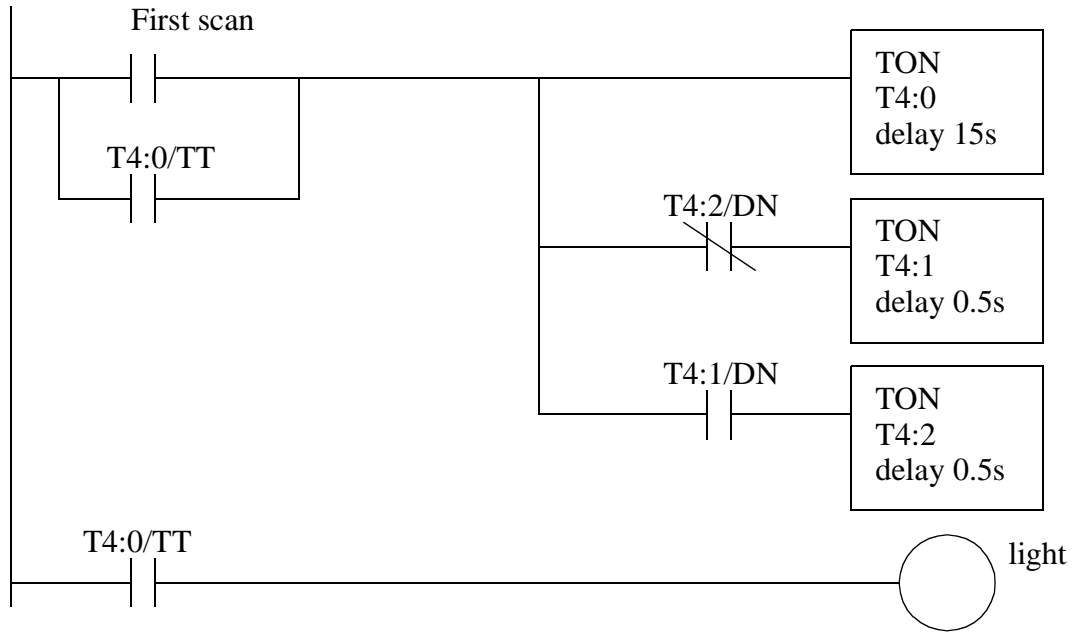 First scan
TON
T4:0
delay 15s
T4:0/TT
T4:2/DN
TON
T4:1
delay 0.5s
T4:1/DN
TON
T4:2
delay 0.5s
T4:0/TT
light